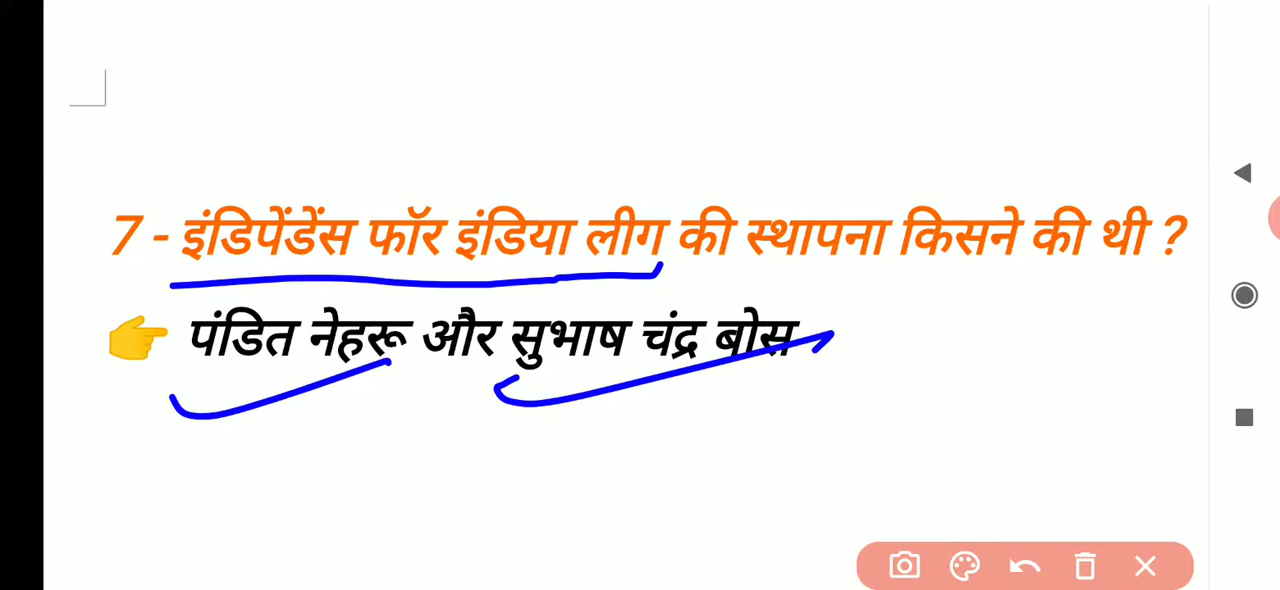 7 - इंडिपेंडेंस फॉर इंडिया लीग की स्थापना किसने की थी ?
👉 पंडित नेहरू और सुभाष चंद्र बोस